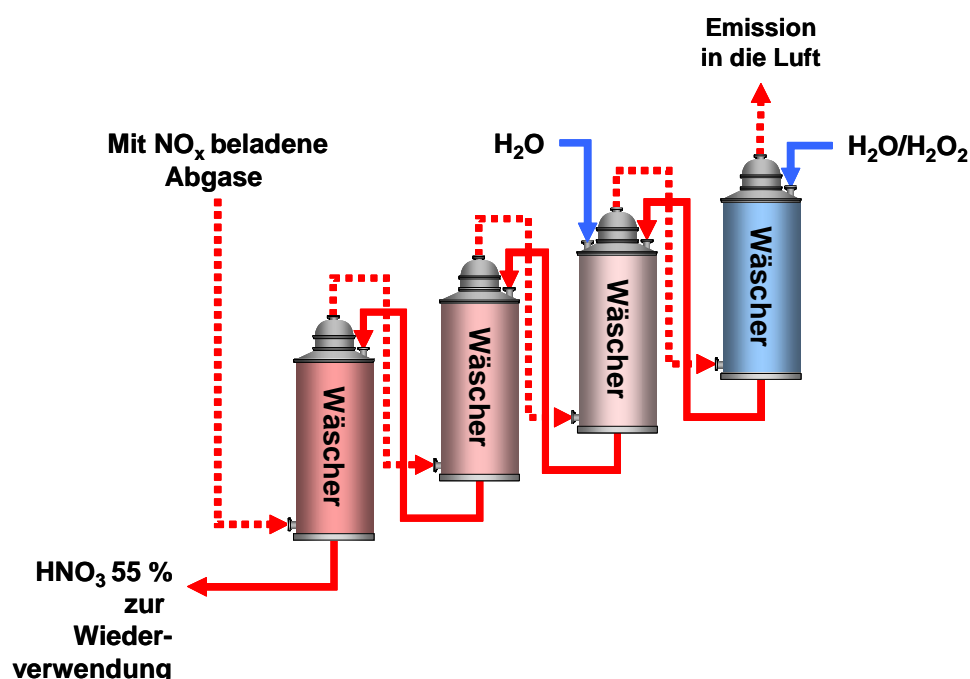 Emission
in die Luft
Mit NOₓ beladene
Abgase
H₂O
H₂O/H₂O₂
Wäscher
Wäscher
Wäscher
Wäscher
HNO₃ 55 %
zur
Wieder-
verwendung